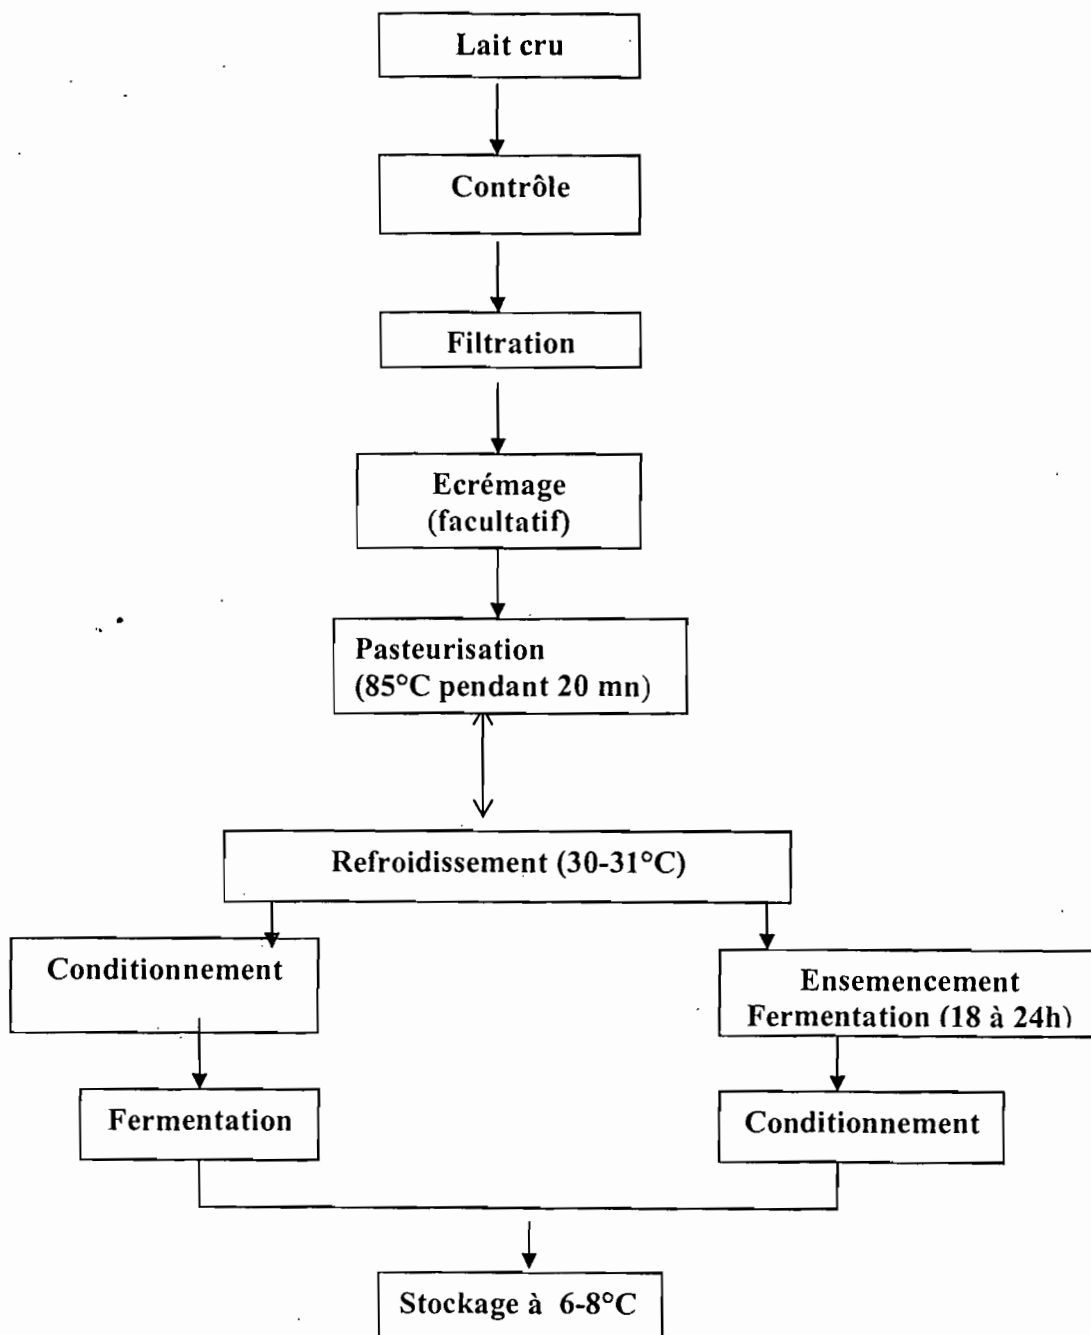 Lait cru
Contrôle
Filtration
Ecrémage
(facultatif)
Pasteurisation
(85°C pendant 20 mn)
Refroidissement (30-31°C)
Conditionnement
Ensemencement
Fermentation (18 à 24h)
Fermentation
Conditionnement
Stockage à 6-8°C